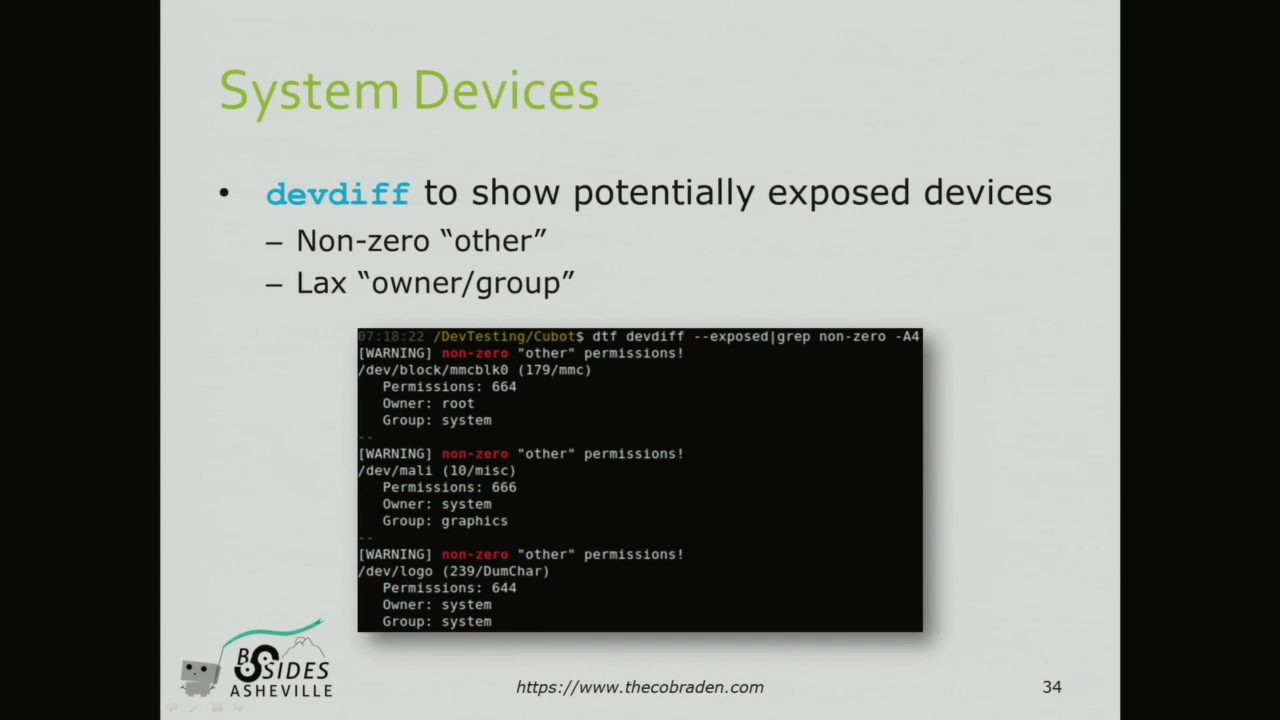 System Devices
• devdiff to show potentially exposed devices
– Non-zero “other”
– Lax “owner/group”
07:18:22 /DevTesting/Cubot$ dtf devdiff --exposed|grep non-zero -A4
[WARNING] non-zero "other" permissions!
/dev/block/mmcblk0 (179/mmc)
Permissions: 664
Owner: root
Group: system
--
[WARNING] non-zero "other" permissions!
/dev/mali (10/misc)
Permissions: 666
Owner: system
Group: graphics
--
[WARNING] non-zero "other" permissions!
/dev/logo (239/DumChar)
Permissions: 644
Owner: system
Group: system
BSIDES
ASHEVILLE
https://www.thecobraden.com
34